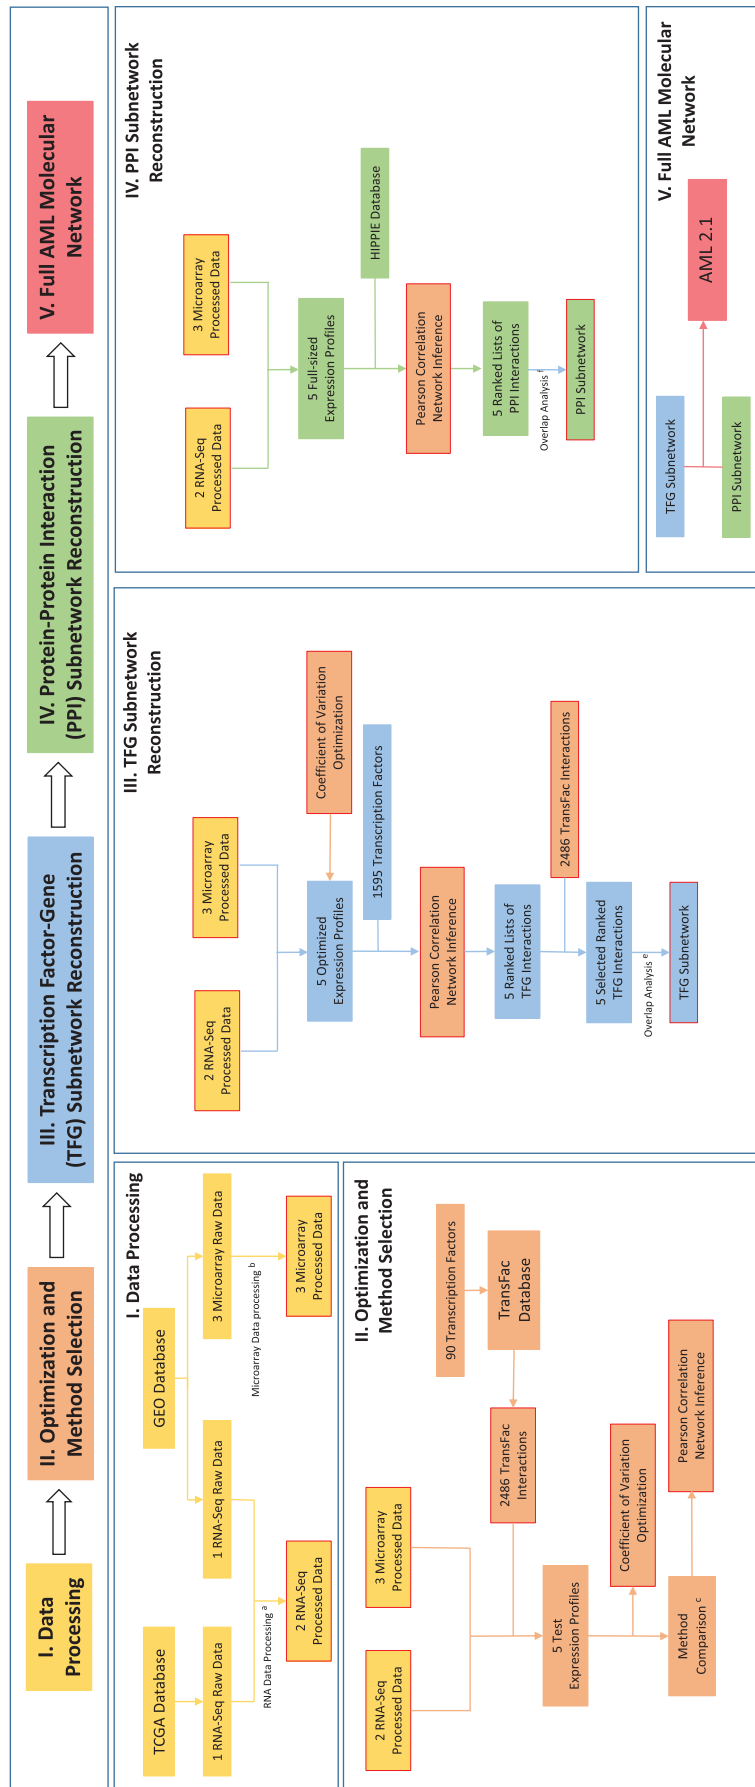 I. Data
Processing
II. Optimization and
Method Selection
III. Transcription Factor-Gene
(TFG) Subnetwork Reconstruction
IV. Protein-Protein Interaction
(PPI) Subnetwork Reconstruction
V. Full AML Molecular
Network
I. Data Processing
TCGA Database
GEO Database
1 RNA-Seq Raw Data
1 RNA-Seq Raw Data
3 Microarray Raw Data
RNA Data Processing a
Microarray Data processing b
2 RNA-Seq
Processed Data
3 Microarray
Processed Data
II. Optimization and
Method Selection
2 RNA-Seq
Processed Data
3 Microarray
Processed Data
90 Transcription Factors
TransFac
Database
2486 TransFac
Interactions
5 Test
Expression Profiles
Coefficient of Variation
Optimization
Method
Comparison c
Pearson Correlation
Network Inference
III. TFG Subnetwork
Reconstruction
2 RNA-Seq
Processed Data
3 Microarray
Processed Data
5 Optimized
Expression Profiles
Coefficient of Variation
Optimization
1595 Transcription Factors
Pearson Correlation
Network Inference
5 Ranked Lists of
TFG Interactions
2486 TransFac Interactions
5 Selected Ranked
TFG Interactions
Overlap Analysis e
TFG Subnetwork
IV. PPI Subnetwork
Reconstruction
2 RNA-Seq
Processed Data
3 Microarray
Processed Data
5 Full-sized
Expression Profiles
HIPPIE Database
Pearson Correlation
Network Inference
5 Ranked Lists of
PPI Interactions
Overlap Analysis f
PPI Subnetwork
V. Full AML Molecular
Network
TFG Subnetwork
AML 2.1
PPI Subnetwork